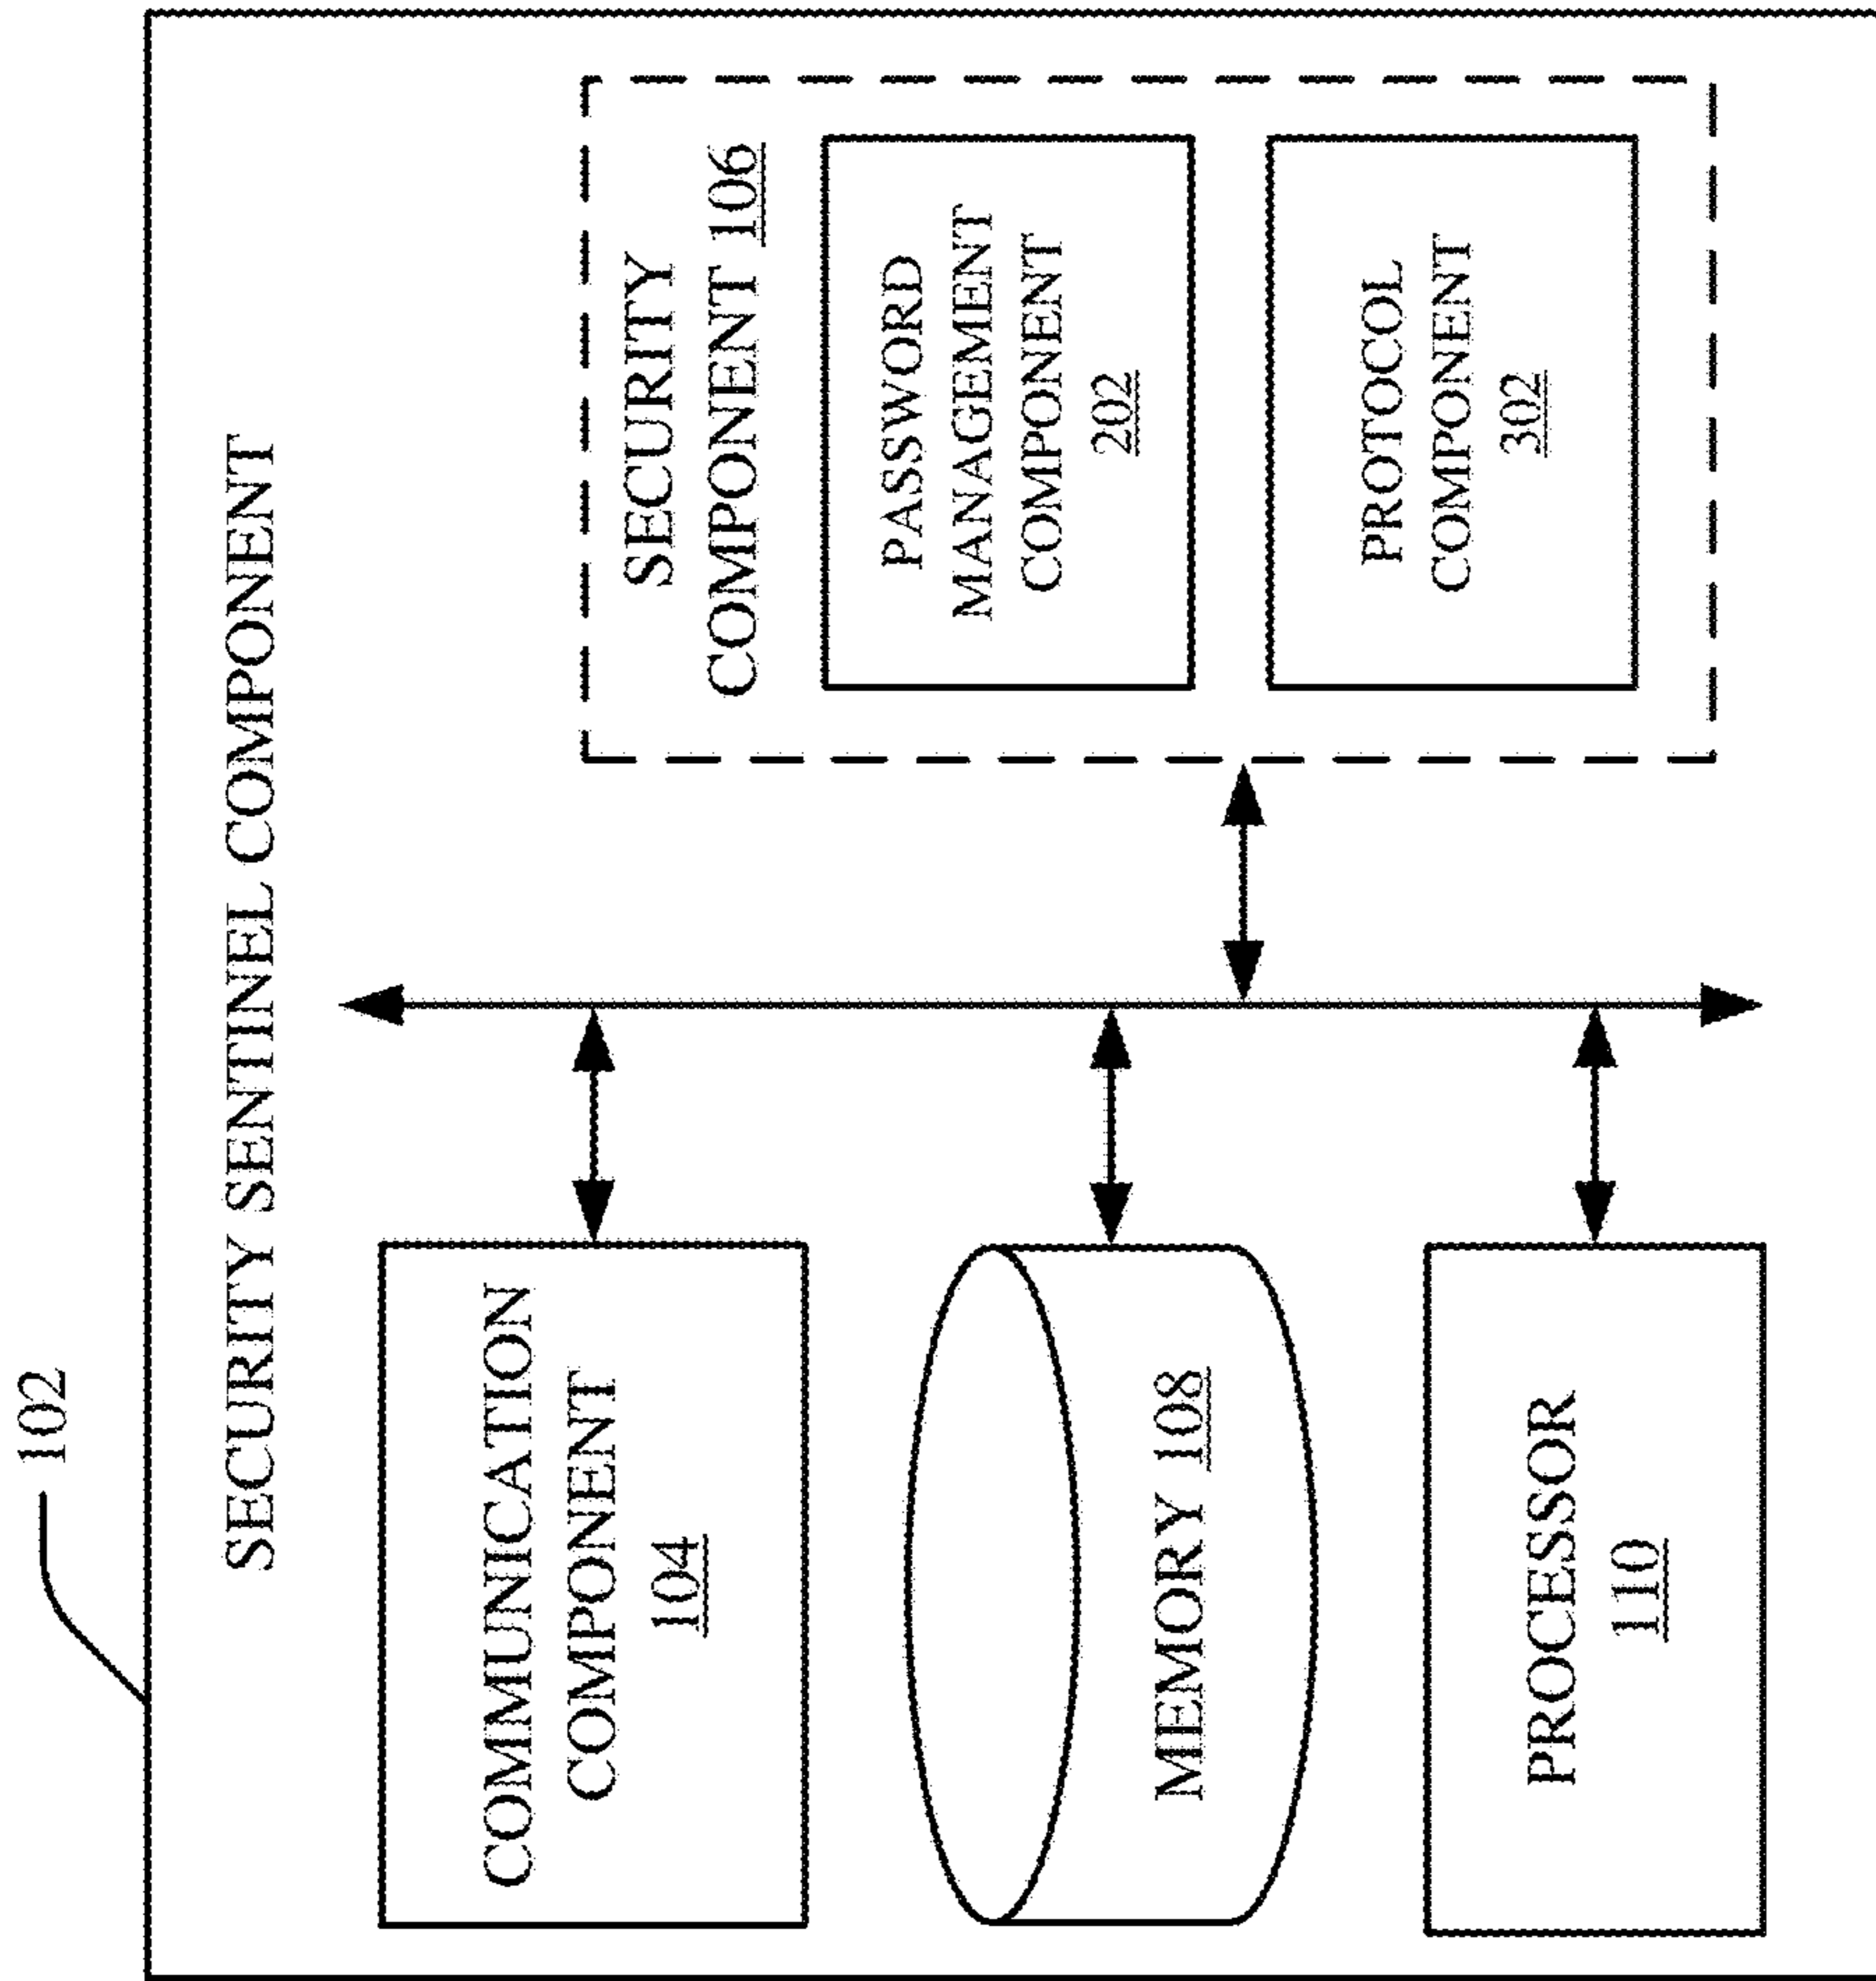 102
SECURITY SENTINEL COMPONENT
COMMUNICATION
COMPONENT
104
MEMORY 108
PROCESSOR
110
SECURITY
COMPONENT 106
PASSWORD
MANAGEMENT
COMPONENT
202
PROTOCOL
COMPONENT
302